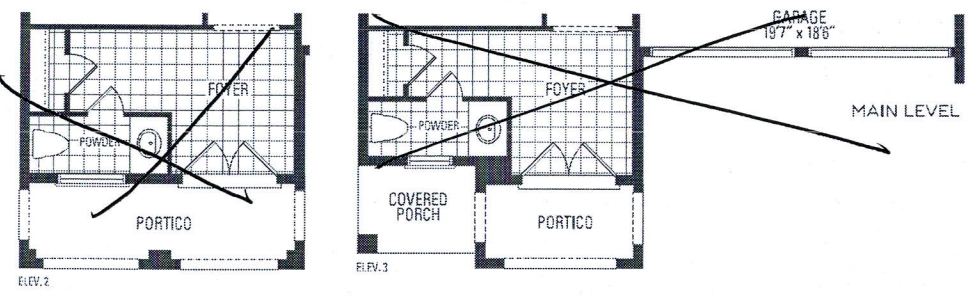 FOYER
POWDER
PORTICO
ELEV. 2
FOYER
POWDER
COVERED
PORCH
PORTICO
ELEV. 3
GARAGE
19'7" x 18'6"
MAIN LEVEL